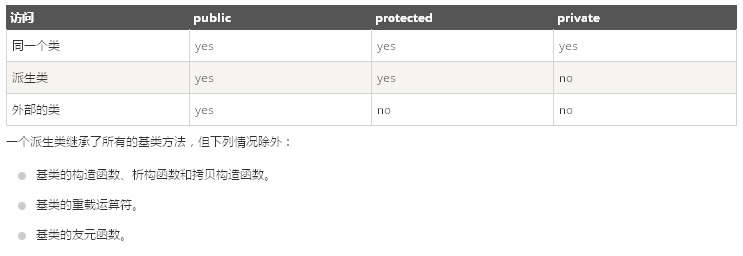 访问 public protected private
同一个类 yes yes yes
派生类 yes yes no
外部的类 yes no no
一个派生类继承了所有的基类方法，但下列情况除外：
基类的构造函数、析构函数和拷贝构造函数。
基类的重载运算符。
基类的友元函数。